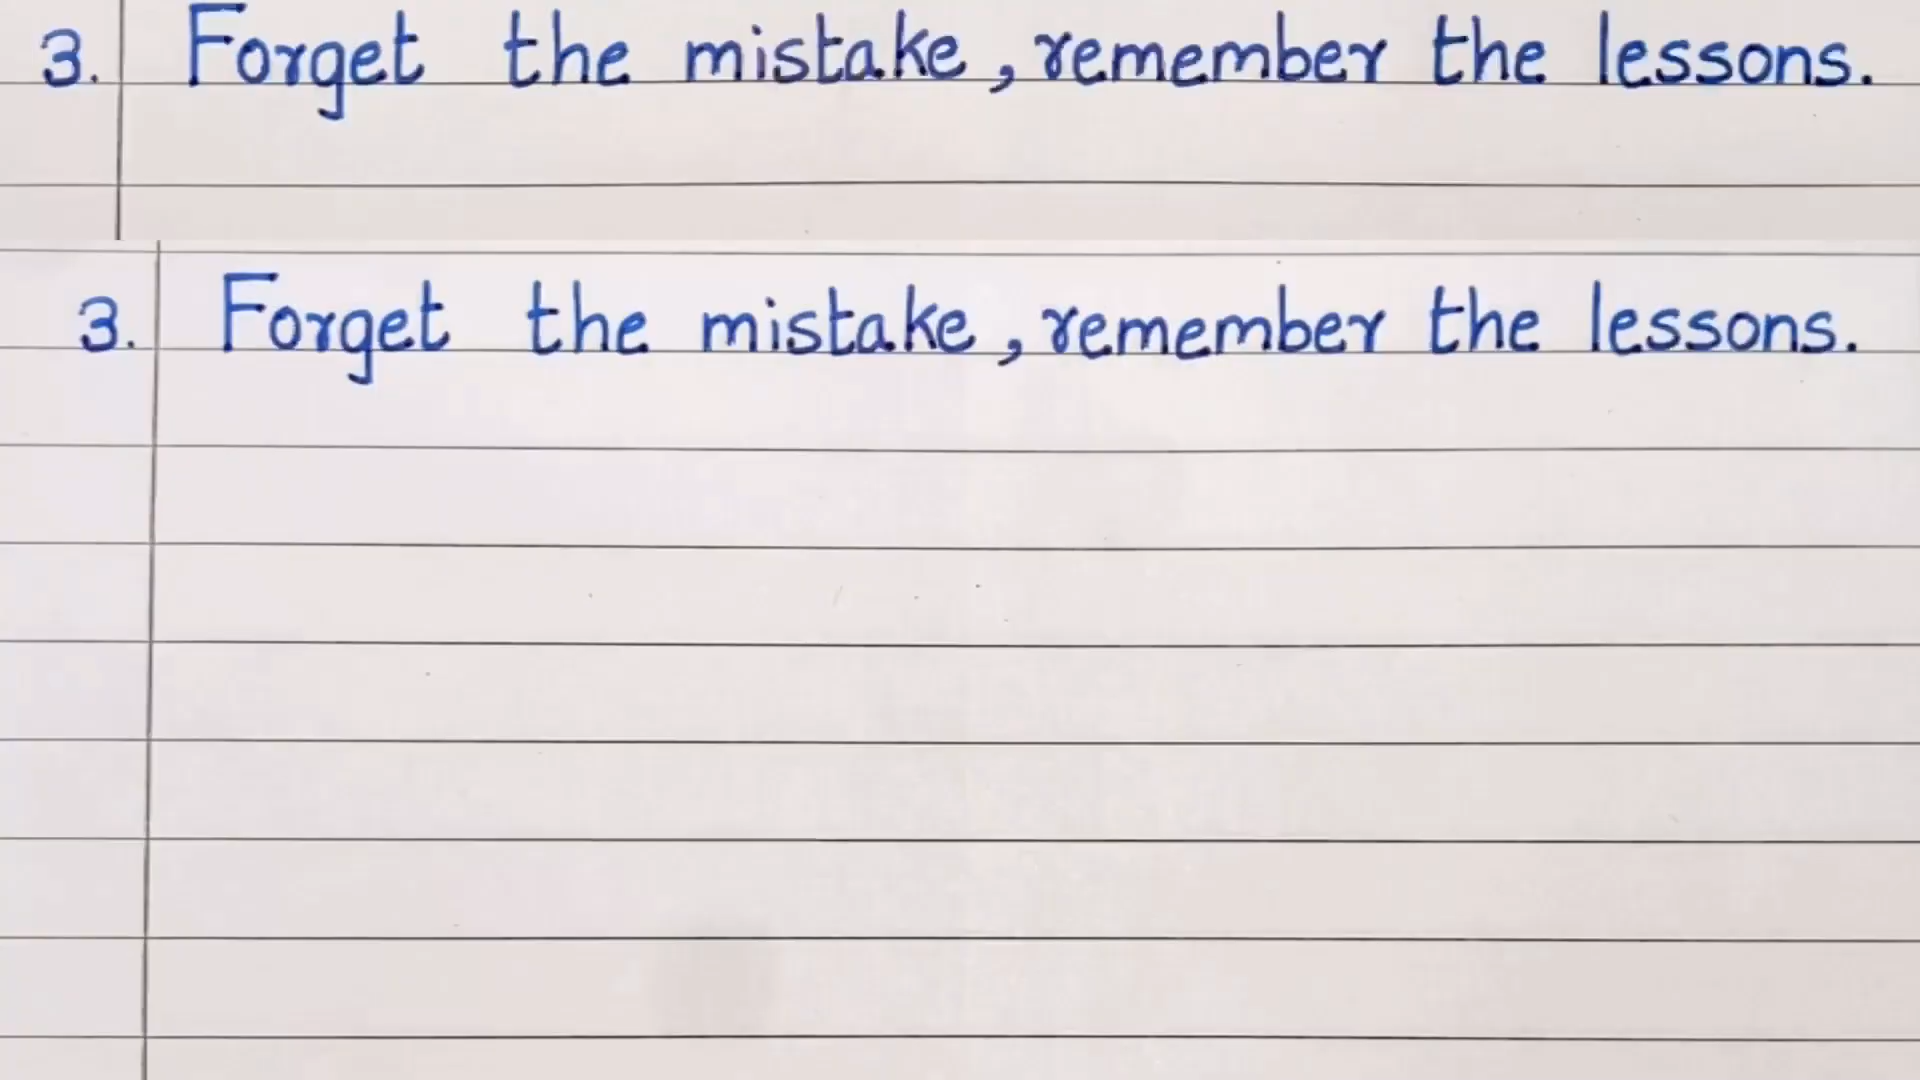 3. Forget the mistake, remember the lessons.
3. Forget the mistake, remember the lessons.